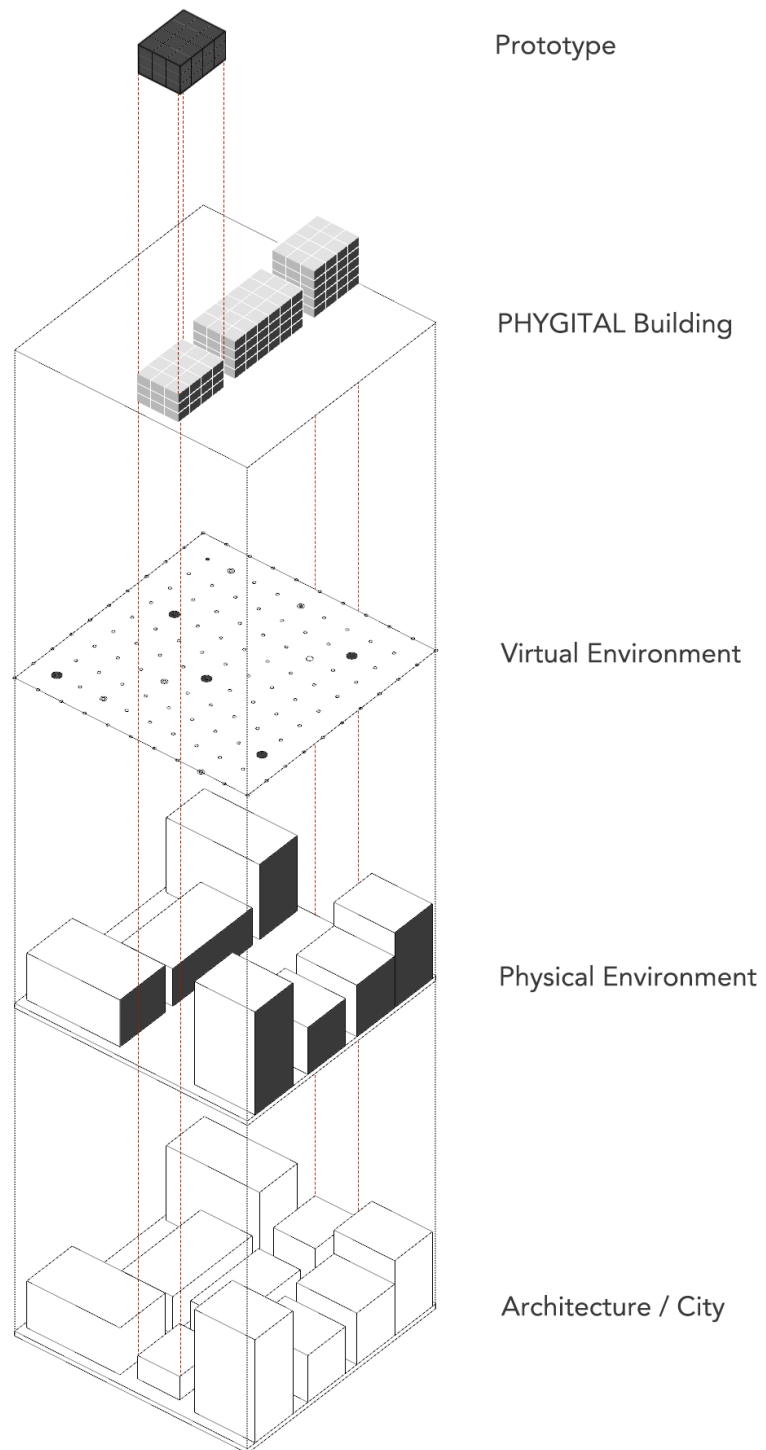 Prototype
PHYGITAL Building
Virtual Environment
Physical Environment
Architecture / City